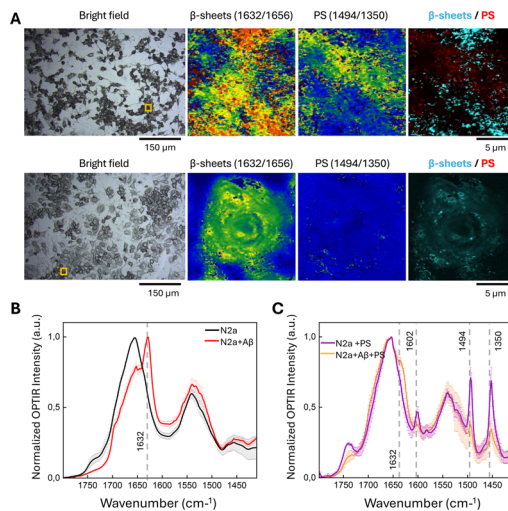 A
Bright field
β-sheets (1632/1656)
PS (1494/1350)
β-sheets / PS
150 µm
5 µm
Bright field
β-sheets (1632/1656)
PS (1494/1350)
β-sheets / PS
150 µm
5 µm
B
Normalized OPTIR Intensity (a.u.)
1,0
0,5
0,0
N2a
N2a+Aβ
1632
1750 1700 1650 1600 1550 1500 1450
Wavenumber (cm⁻¹)
C
Normalized OPTIR Intensity (a.u.)
1,0
0,5
0,0
N2a +PS
N2a+Aβ+PS
1632
1602
1494
1350
1750 1700 1650 1600 1550 1500 1450
Wavenumber (cm⁻¹)